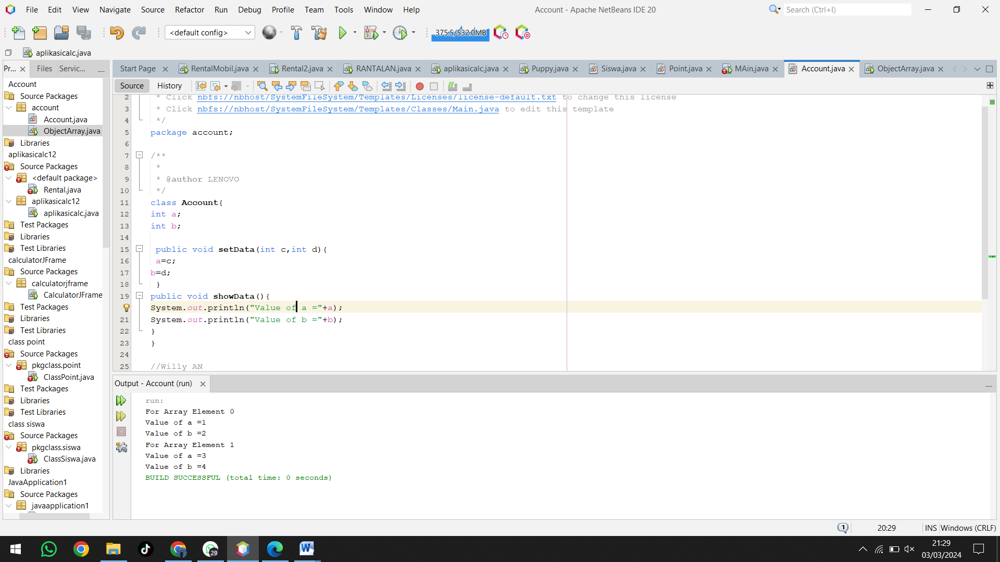 File Edit View Navigate Source Refactor Run Debug Profile Team Tools Window Help Account - Apache NetBeans IDE 20 Search (Ctrl+I)
<default config> 375.5/532.0MB
aplikasicalc.java
Pr... Files Servic... Start Page RentalMobil.java Rental2.java RANTALAN.java aplikasicalc.java Puppy.java Siswa.java Point.java MAin.java Account.java ObjectArray.java
Source History
Account
Source Packages
account
Account.java
ObjectArray.java
Libraries
aplikasicalc12
Source Packages
<default package>
Rental.java
aplikasicalc12
aplikasicalc.java
Test Packages
Libraries
Test Libraries
calculatorJFrame
Source Packages
calculatorjframe
CalculatorJFrame
Test Packages
Libraries
Test Libraries
class point
Source Packages
pkgclass.point
ClassPoint.java
Test Packages
Libraries
Test Libraries
class siswa
Source Packages
pkgclass.siswa
ClassSiswa.java
Libraries
JavaApplication1
Source Packages
javaapplication1
2 * Click nbfs://nbhost/SystemFileSystem/Templates/Licenses/license-default.txt to change this license
3 * Click nbfs://nbhost/SystemFileSystem/Templates/Classes/Main.java to edit this template
4 */
5 package account;
6
7 /**
8 *
9 * @author LENOVO
10 */
11 class Account{
12 int a;
13 int b;
14
15 public void setData(int c,int d){
16 a=c;
17 b=d;
18 }
19 public void showData(){
System.out.println("Value of a ="+a);
21 System.out.println("Value of b ="+b);
22 }
23 }
24
25 //Willy AN
Output - Account (run)
run:
For Array Element 0
Value of a =1
Value of b =2
For Array Element 1
Value of a =3
Value of b =4
BUILD SUCCESSFUL (total time: 0 seconds)
1 20:29 INS Windows (CRLF)
29
21:29
03/03/2024